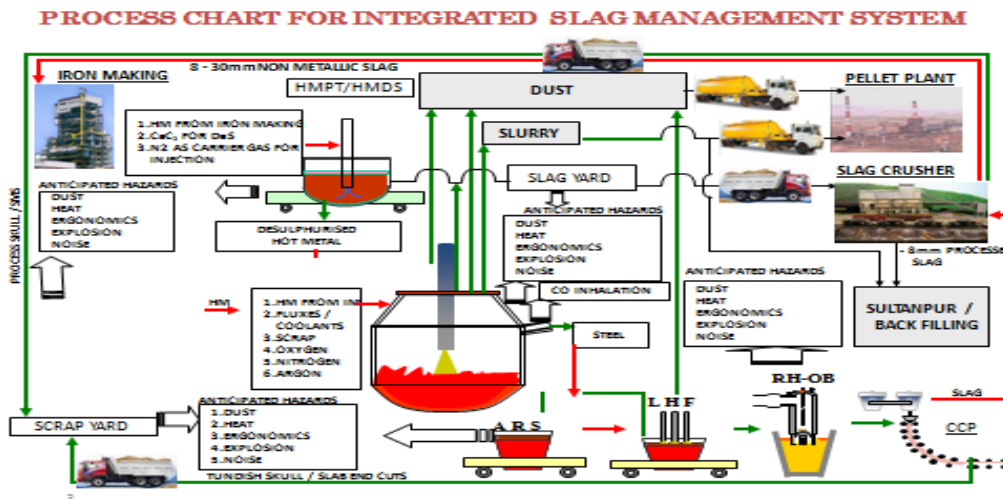 PROCESS CHART FOR INTEGRATED SLAG MANAGEMENT SYSTEM
8 - 30mm NON METALLIC SLAG
IRON MAKING
HMPT/HMDS
DUST
PELLET PLANT
1.HM FROM IRON MAKING
2.CaC₂ FOR DeS
3.N2 AS CARRIER GAS FOR
INJECTION
SLURRY
SLAG YARD
SLAG CRUSHER
ANTICIPATED HAZARDS
DUST
HEAT
ERGONOMICS
EXPLOSION
NOISE
DESULPHURISED
HOT METAL
ANTICIPATED HAZARDS
DUST
HEAT
ERGONOMICS
EXPLOSION
NOISE
CO INHALATION
- 8mm PROCESSE
SLAG
ANTICIPATED HAZARDS
DUST
HEAT
ERGONOMICS
EXPLOSION
NOISE
SULTANPUR /
BACK FILLING
PROCESS SKULL / SMS
HM
1.HM FROM IM
2.FLUXES /
COOLANTS
3.SCRAP
4.OXYGEN
5.NITROGEN
6.ARGON
STEEL
RH-OB
LHF
ARS
SLAG
CCP
SCRAP YARD
ANTICIPATED HAZARDS
1.DUST
2.HEAT
3.ERGONOMICS
4.EXPLOSION
5.NOISE
TUNDISH SKULL / SLAB END CUTS